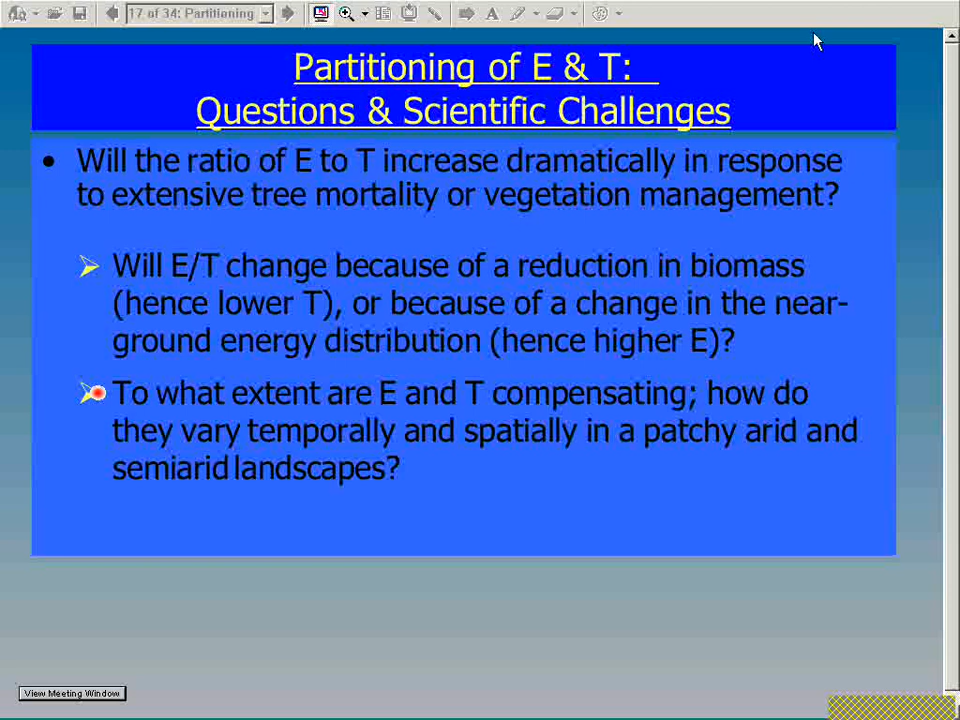 17 of 34: Partitioning
Partitioning of E & T:
Questions & Scientific Challenges
• Will the ratio of E to T increase dramatically in response
to extensive tree mortality or vegetation management?
Will E/T change because of a reduction in biomass
(hence lower T), or because of a change in the near-
ground energy distribution (hence higher E)?
To what extent are E and T compensating; how do
they vary temporally and spatially in a patchy arid and
semiarid landscapes?
View Meeting Window